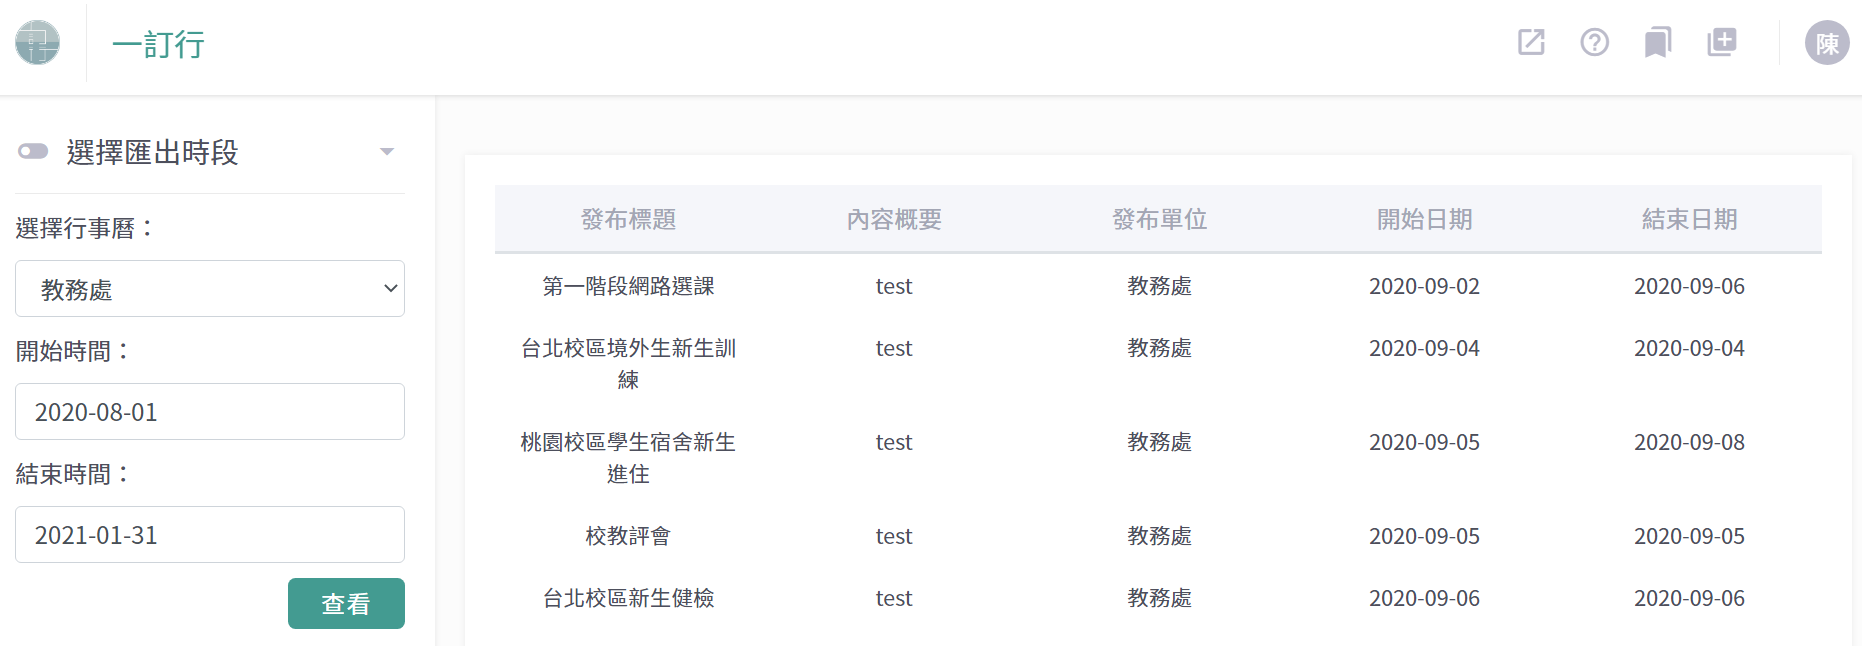 一訂行
陳
選擇匯出時段
選擇行事曆：
教務處
開始時間：
2020-08-01
結束時間：
2021-01-31
查看
發布標題 內容概要 發布單位 開始日期 結束日期
第一階段網路選課 test 教務處 2020-09-02 2020-09-06
台北校區境外生新生訓 test 教務處 2020-09-04 2020-09-04
練
桃園校區學生宿舍新生 test 教務處 2020-09-05 2020-09-08
進住
校教評會 test 教務處 2020-09-05 2020-09-05
台北校區新生健檢 test 教務處 2020-09-06 2020-09-06